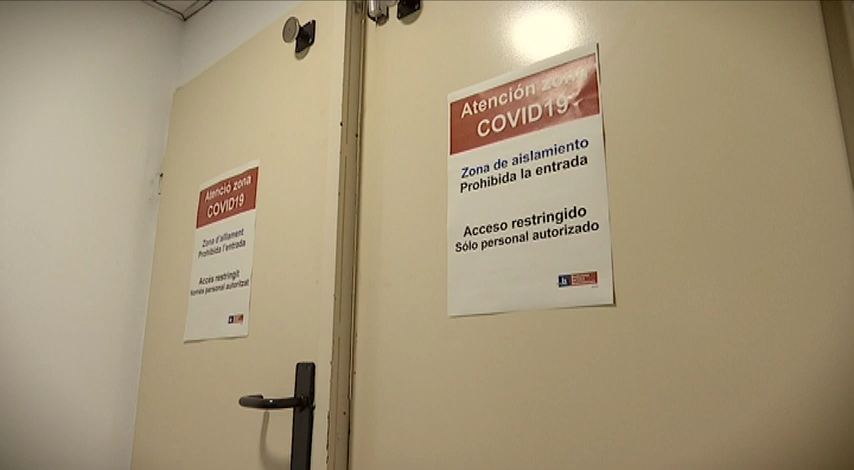 Atenció zona
COVID19
Zona d'aïllament
Prohibida l'entrada
Accés restringit
Només personal autoritzat
Atención zona
COVID19
Zona de aislamiento
Prohibida la entrada
Acceso restringido
Sólo personal autorizado